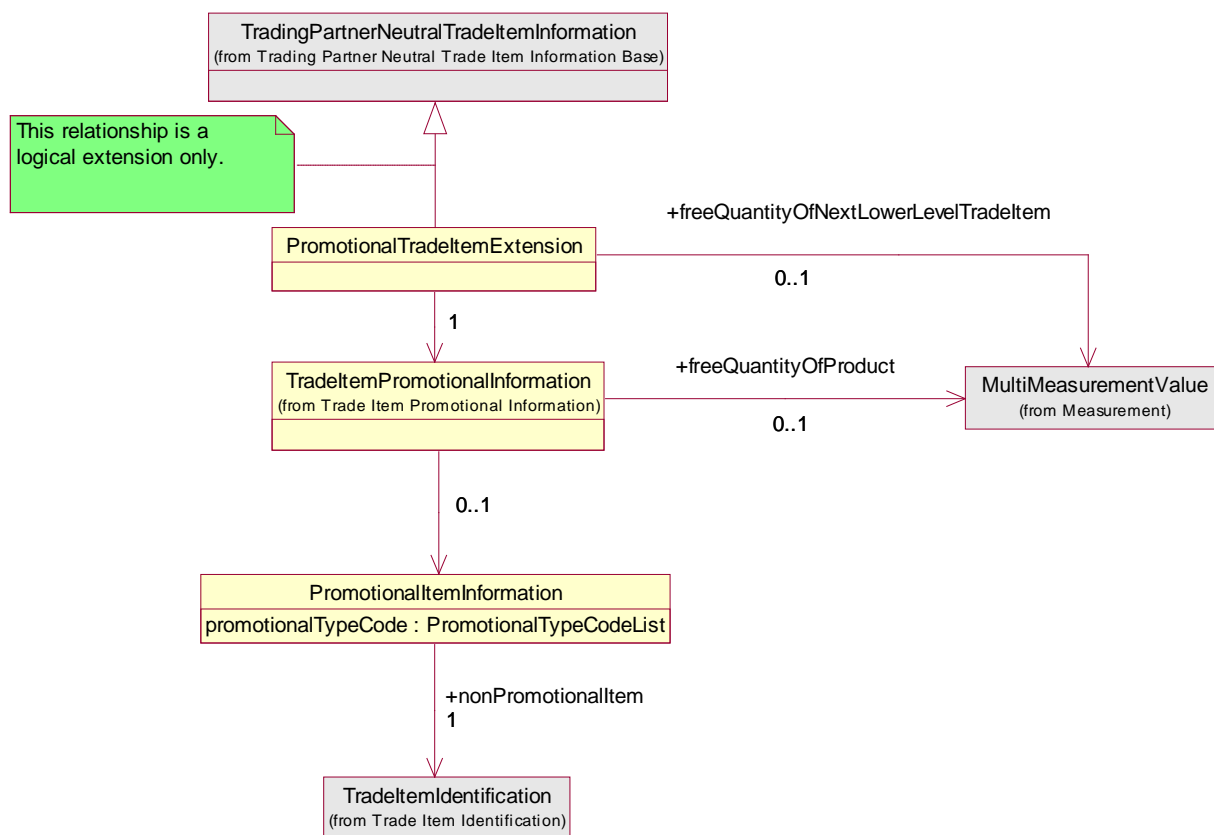 TradingPartnerNeutralTradeItemInformation
(from Trading Partner Neutral Trade Item Information Base)
This relationship is a
logical extension only.
+freeQuantityOfNextLowerLevelTradeItem
PromotionalTradeItemExtension
0..1
1
+freeQuantityOfProduct
TradeItemPromotionalInformation
(from Trade Item Promotional Information)
MultiMeasurementValue
(from Measurement)
0..1
0..1
PromotionalItemInformation
promotionalTypeCode : PromotionalTypeCodeList
+nonPromotionalItem
1
TradeItemIdentification
(from Trade Item Identification)